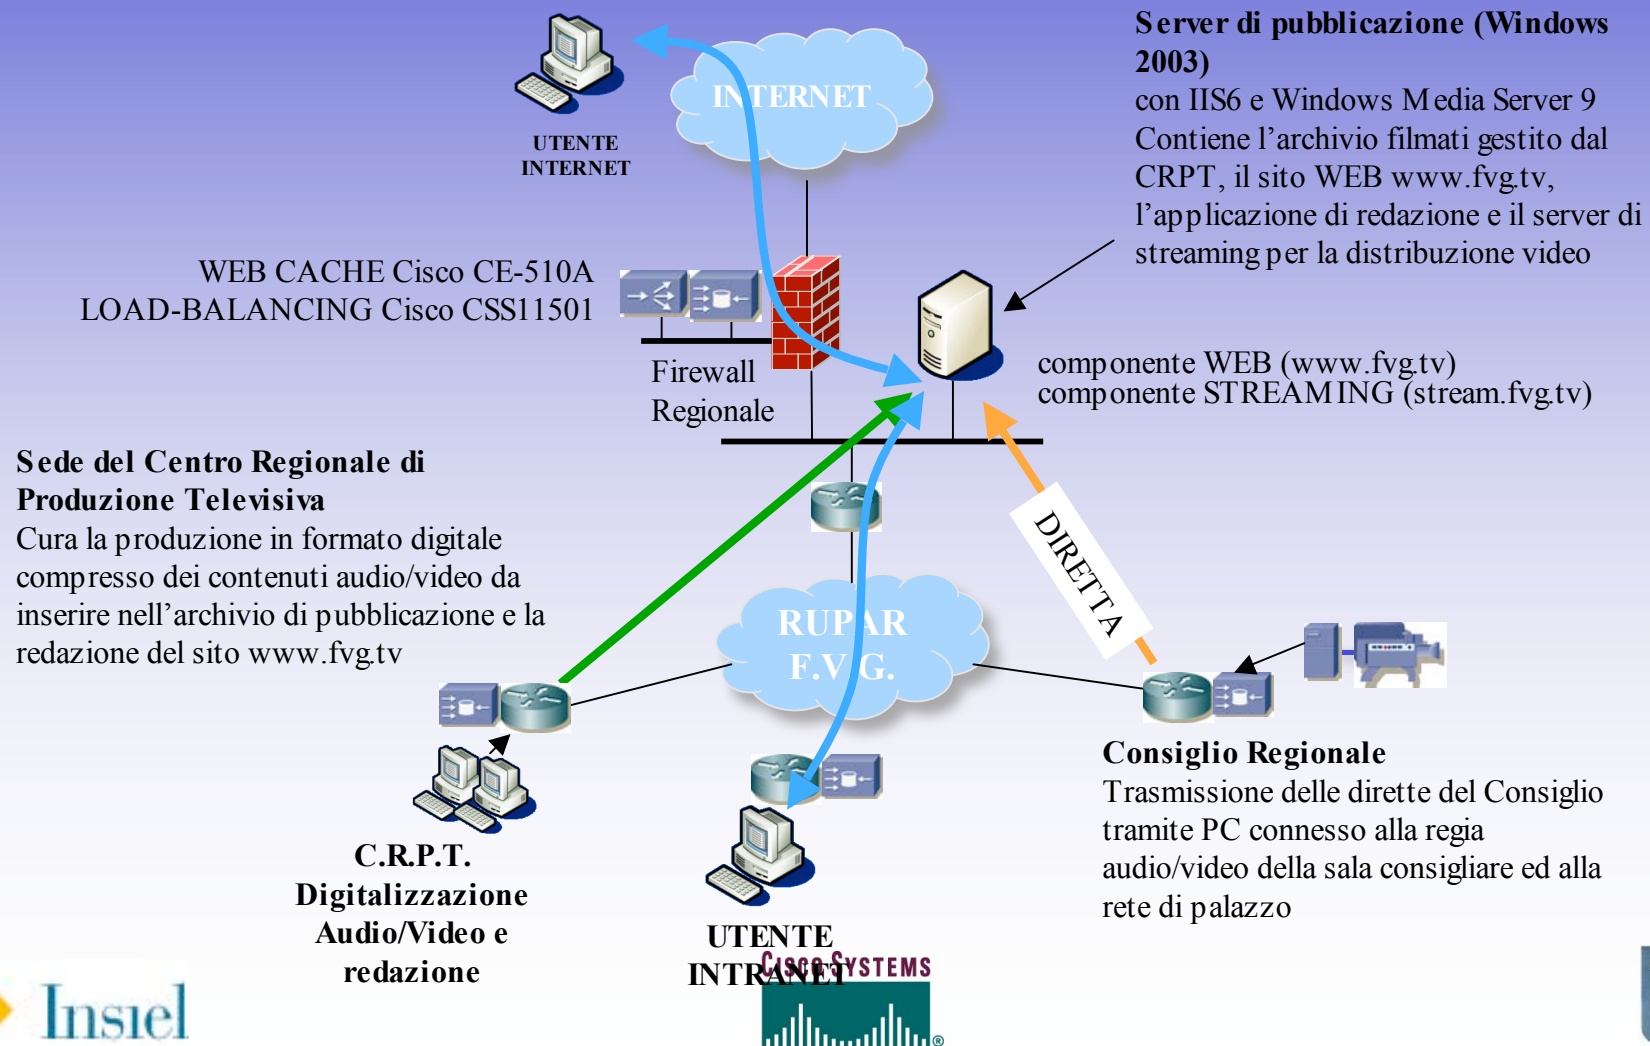 Server di pubblicazione (Windows
2003)
con IIS6 e Windows Media Server 9
Contiene l'archivio filmati gestito dal
CRPT, il sito WEB www.fvg.tv,
l'applicazione di redazione e il server di
streaming per la distribuzione video
INTERNET
UTENTE
INTERNET
WEB CACHE Cisco CE-510A
LOAD-BALANCING Cisco CSS11501
Firewall
Regionale
componente WEB (www.fvg.tv)
componente STREAMING (stream.fvg.tv)
Sede del Centro Regionale di
Produzione Televisiva
Cura la produzione in formato digitale
compresso dei contenuti audio/video da
inserire nell'archivio di pubblicazione e la
redazione del sito www.fvg.tv
DIRETTA
RUPAR
F.V.G.
Consiglio Regionale
Trasmissione delle dirette del Consiglio
tramite PC connesso alla regia
audio/video della sala consigliare ed alla
rete di palazzo
C.R.P.T.
Digitalizzazione
Audio/Video e
redazione
UTENTE
INTRANET
CISCO SYSTEMS
®
Insiel